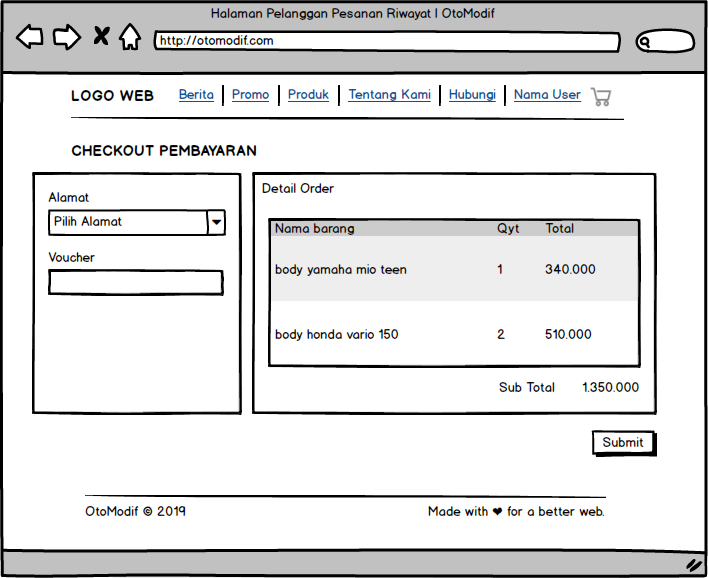 Halaman Pelanggan Pesanan Riwayat | OtoModif
http://otomodif.com
LOGO WEB Berita Promo Produk Tentang Kami Hubungi Nama User
CHECKOUT PEMBAYARAN
Alamat
Pilih Alamat
Voucher
Detail Order
Nama barang Qyt Total
body yamaha mio teen 1 340.000
body honda vario 150 2 510.000
Sub Total 1.350.000
Submit
OtoModif © 2019 Made with ❤ for a better web.